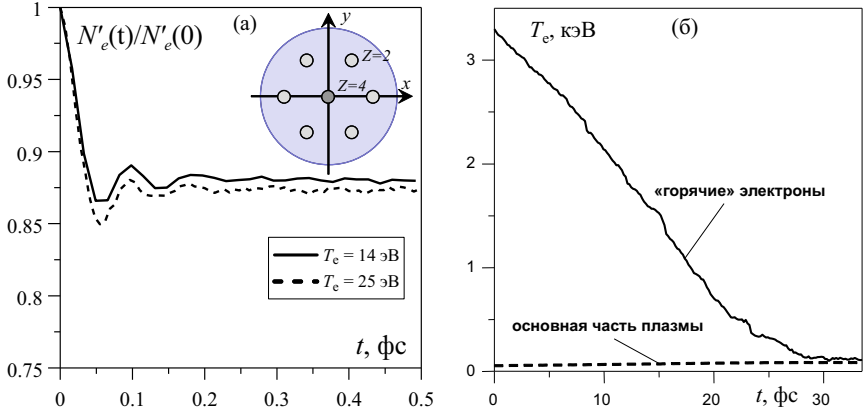 N'e(t)/N'e(0)
(а)
y
Z=2
Z=4
x
Te = 14 эВ
Te = 25 эВ
t, фс
1
0.95
0.9
0.85
0.8
0.75
0
0.1
0.2
0.3
0.4
0.5
Te, кэВ
(б)
«горячие» электроны
основная часть плазмы
t, фс
3
2
1
0
0
10
20
30